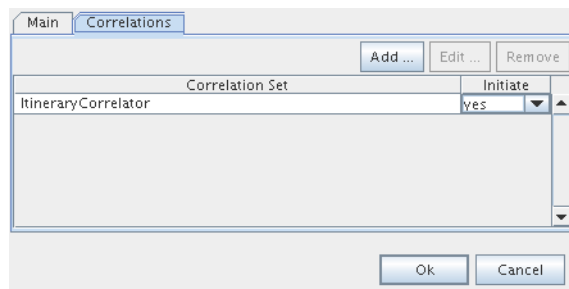 Main Correlations
Add ... Edit ... Remove
Correlation Set Initiate
ItineraryCorrelator yes
Ok Cancel